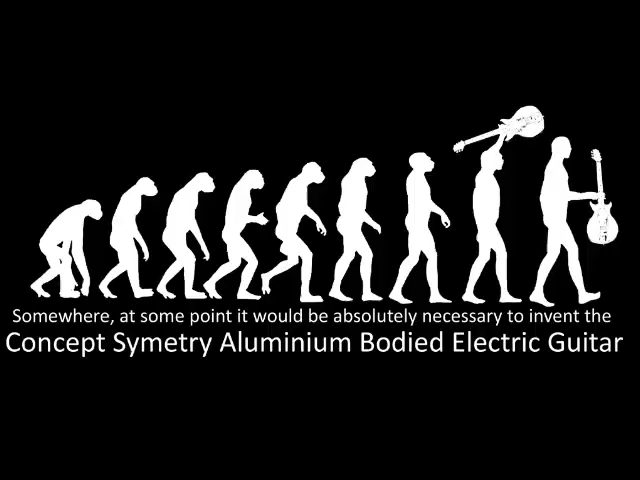 Somewhere, at some point it would be absolutely necessary to invent the
Concept Symetry Aluminium Bodied Electric Guitar